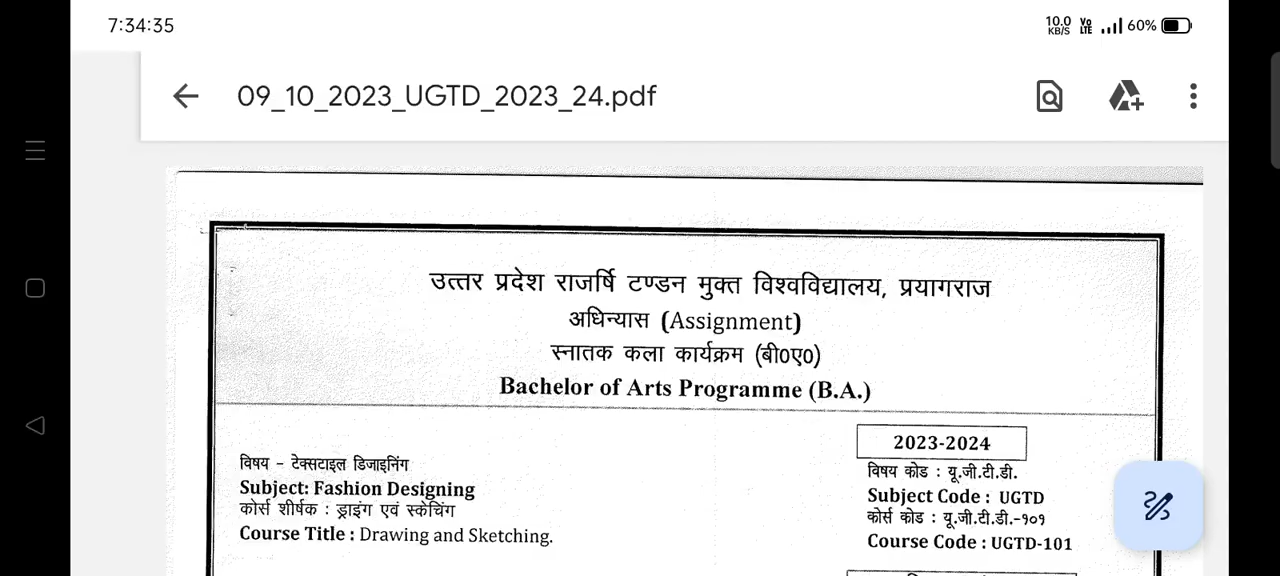 7:34:35
10.0 KB/S Vo LTE 60%
09_10_2023_UGTD_2023_24.pdf
उत्तर प्रदेश राजर्षि टण्डन मुक्त विश्वविद्यालय, प्रयागराज
अधिन्यास (Assignment)
स्नातक कला कार्यक्रम (बी0ए0)
Bachelor of Arts Programme (B.A.)
2023-2024
विषय – टेक्सटाइल डिजाइनिंग
विषय कोड : यू.जी.टी.डी.
Subject: Fashion Designing
Subject Code : UGTD
कोर्स शीर्षक : ड्राइंग एवं स्केचिंग
कोर्स कोड : यू.जी.टी.डी.-१०१
Course Title : Drawing and Sketching.
Course Code : UGTD-101